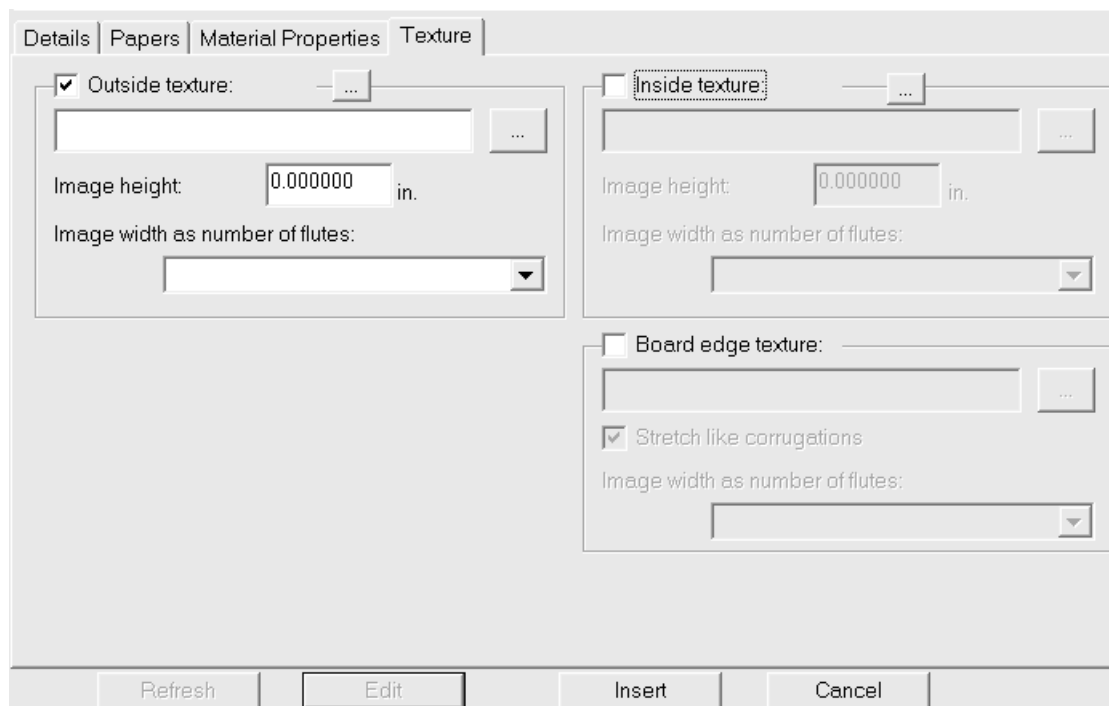 Details Papers Material Properties Texture
Outside texture: ...
...
Image height: 0.000000 in.
Image width as number of flutes:
Inside texture: ...
...
Image height: 0.000000 in.
Image width as number of flutes:
Board edge texture:
...
Stretch like corrugations
Image width as number of flutes:
Refresh Edit Insert Cancel